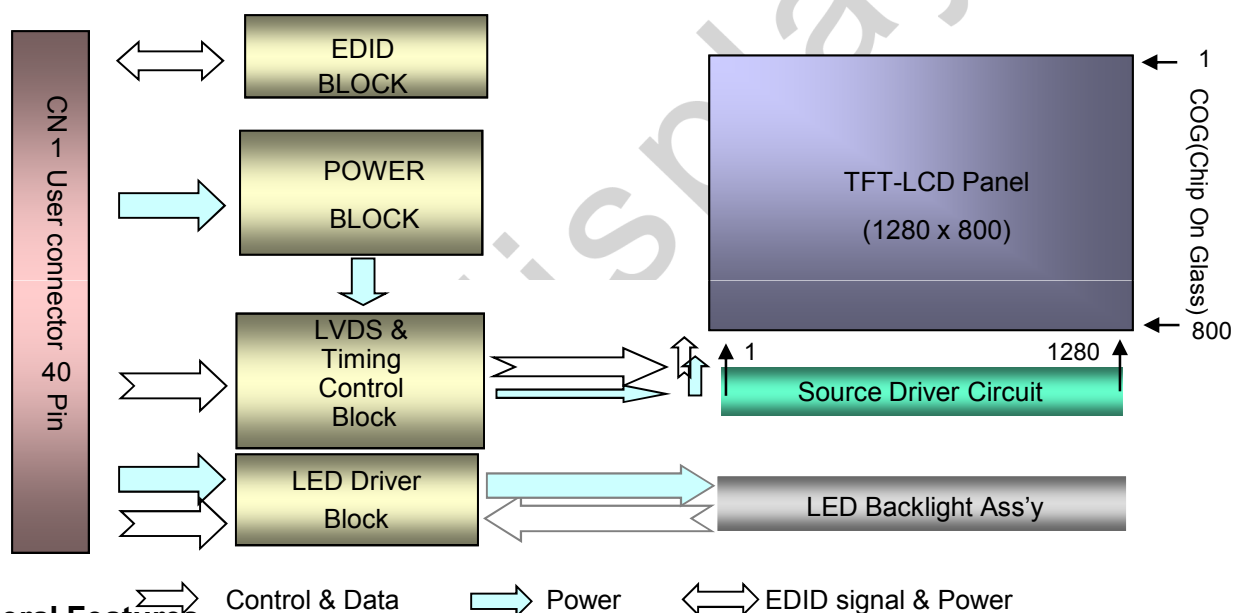 CN 1 User connector 40 Pin
EDID
BLOCK
POWER
BLOCK
LVDS &
Timing
Control
Block
LED Driver
Block
TFT-LCD Panel
(1280 x 800)
1
COG(Chip On Glass)
800
1
1280
Source Driver Circuit
LED Backlight Ass'y
Control & Data
Power
EDID signal & Power